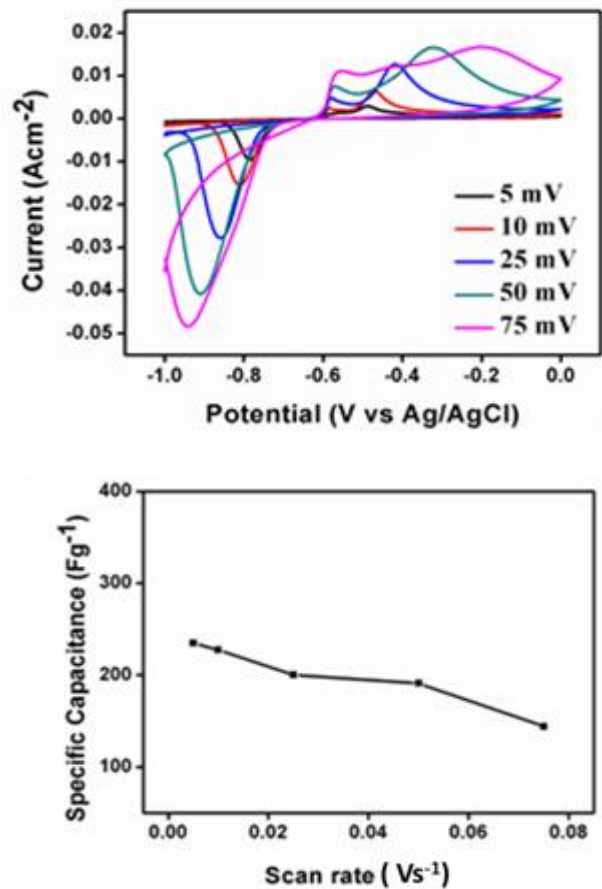 0.02
0.01
0.00
-0.01
-0.02
-0.03
-0.04
-0.05
Current (Acm-2)
5 mV
10 mV
25 mV
50 mV
75 mV
-1.0 -0.8 -0.6 -0.4 -0.2 0.0
Potential (V vs Ag/AgCl)
400
300
200
100
Specific Capacitance (Fg-1)
0.00 0.02 0.04 0.06 0.08
Scan rate ( Vs-1)